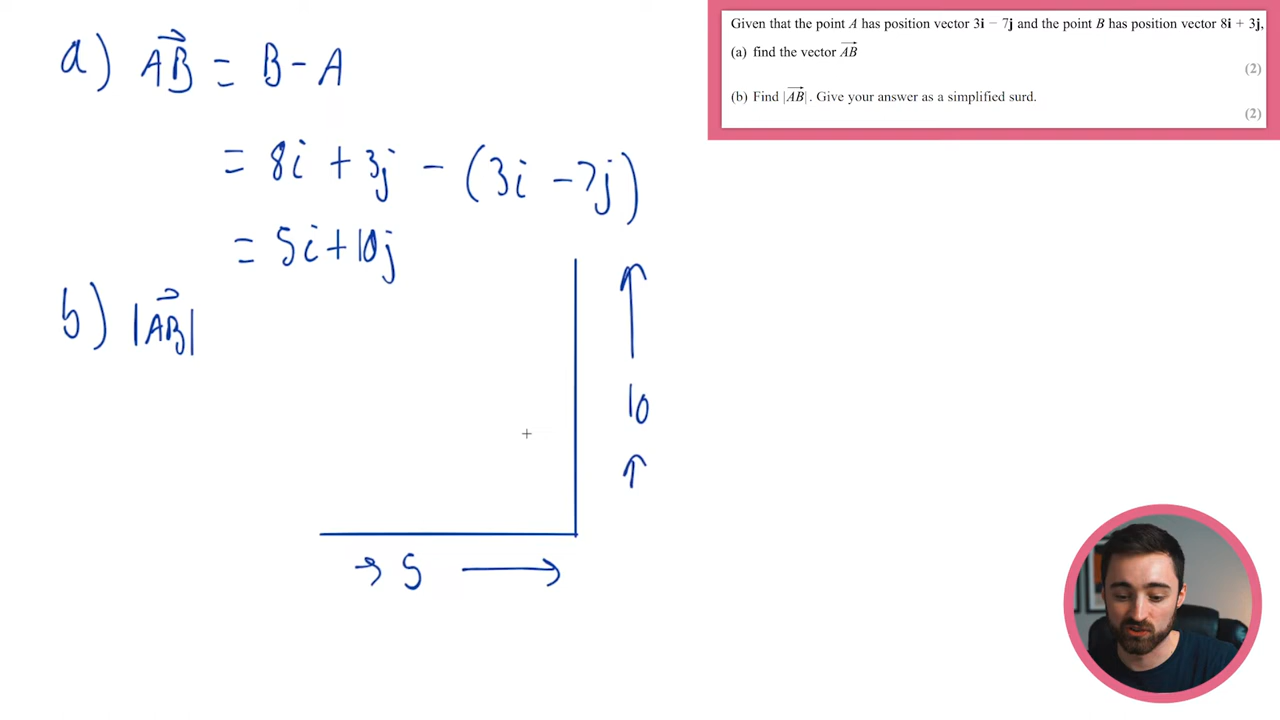 a) AB = B - A
= 8i + 3j - (3i - 7j)
= 5i + 10j
b) |AB|
10
5
Given that the point A has position vector 3i − 7j and the point B has position vector 8i + 3j,
(a) find the vector AB
(2)
(b) Find |AB| . Give your answer as a simplified surd.
(2)